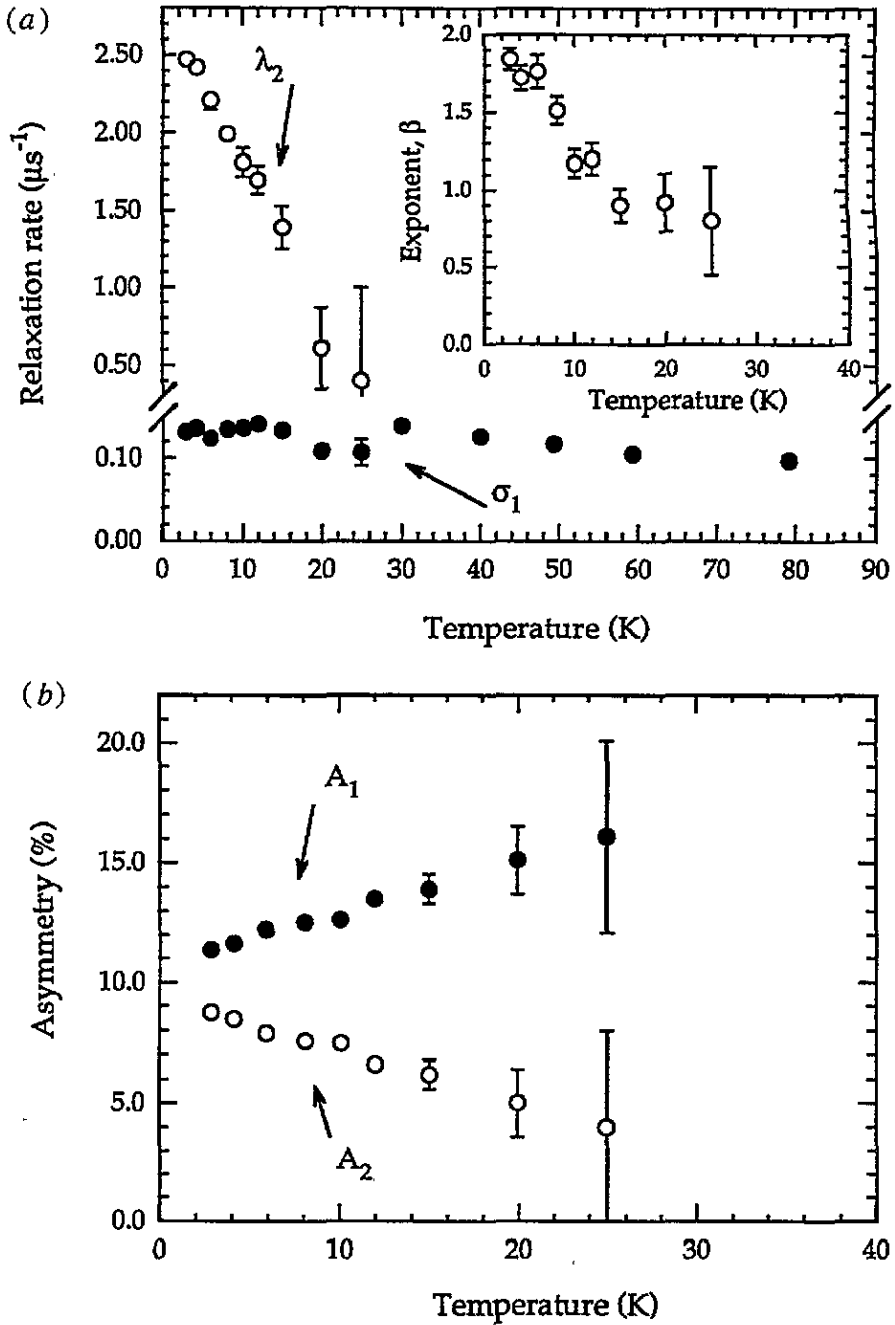 (a)
Relaxation rate (μs⁻¹)
2.50
2.00
1.50
1.00
0.50
0.10
0.00
λ₂
σ₁
0 10 20 30 40 50 60 70 80 90
Temperature (K)
Exponent, β
2.0
1.5
1.0
0.5
0.0
0 10 20 30 40
Temperature (K)
(b)
Asymmetry (%)
20.0
15.0
10.0
5.0
0.0
A₁
A₂
0 10 20 30 40
Temperature (K)